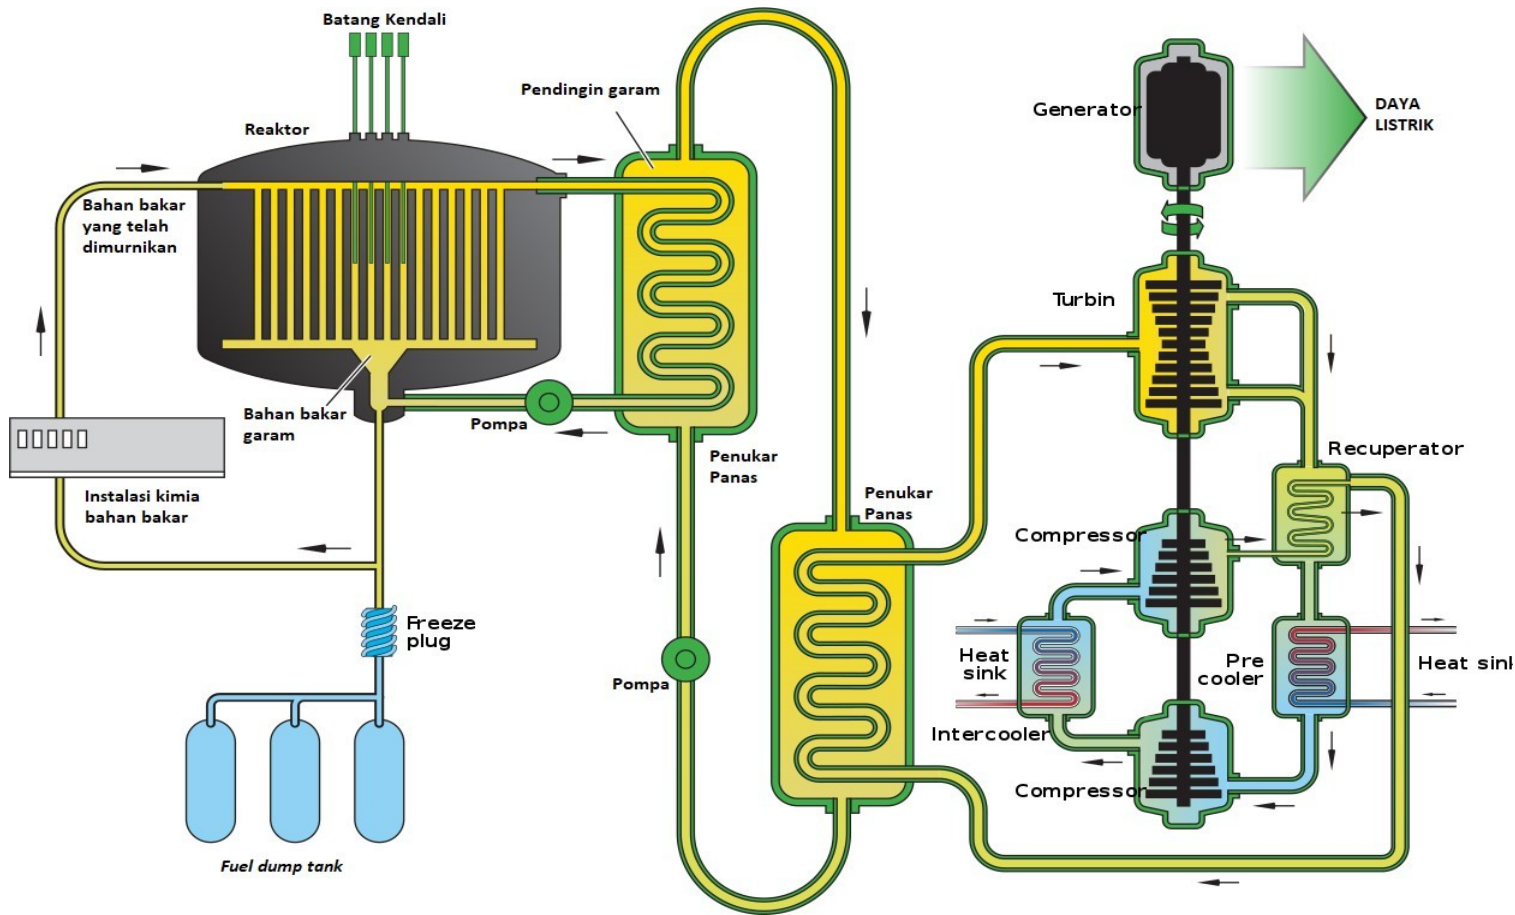 Batang Kendali
Pendingin garam
Reaktor
Generator
DAYA
LISTRIK
Bahan bakar
yang telah
dimurnikan
Turbin
Bahan bakar
garam
Pompa
Penukar
Panas
Recuperator
Instalasi kimia
bahan bakar
Penukar
Panas
Compressor
Freeze
plug
Heat
sink
Pre
cooler
Heat sink
Pompa
Intercooler
Compressor
Fuel dump tank